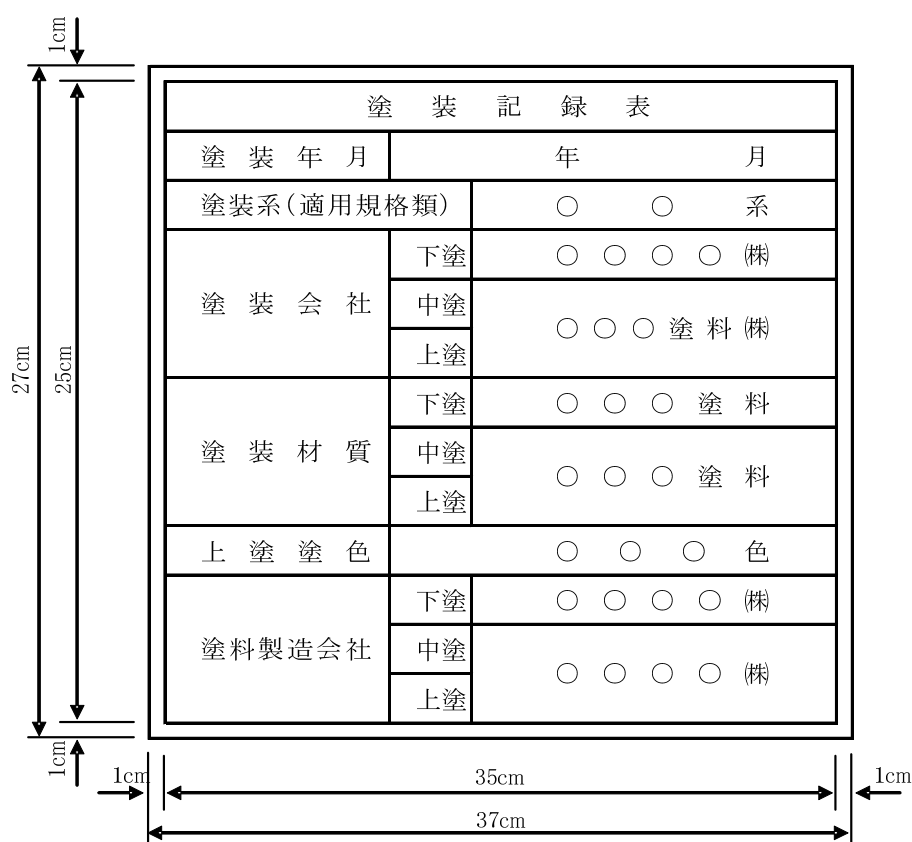 1cm
塗装記録表
塗装年月 年 月
塗装系(適用規格類) ○○系
塗装会社 下塗 ○○○○㈱
中塗 ○○○塗料㈱
上塗
塗装材質 下塗 ○○○塗料
中塗 ○○○塗料
上塗
上塗塗色 ○○○色
塗料製造会社 下塗 ○○○○㈱
中塗 ○○○○㈱
上塗
27cm
25cm
1cm
1cm 35cm 1cm
37cm